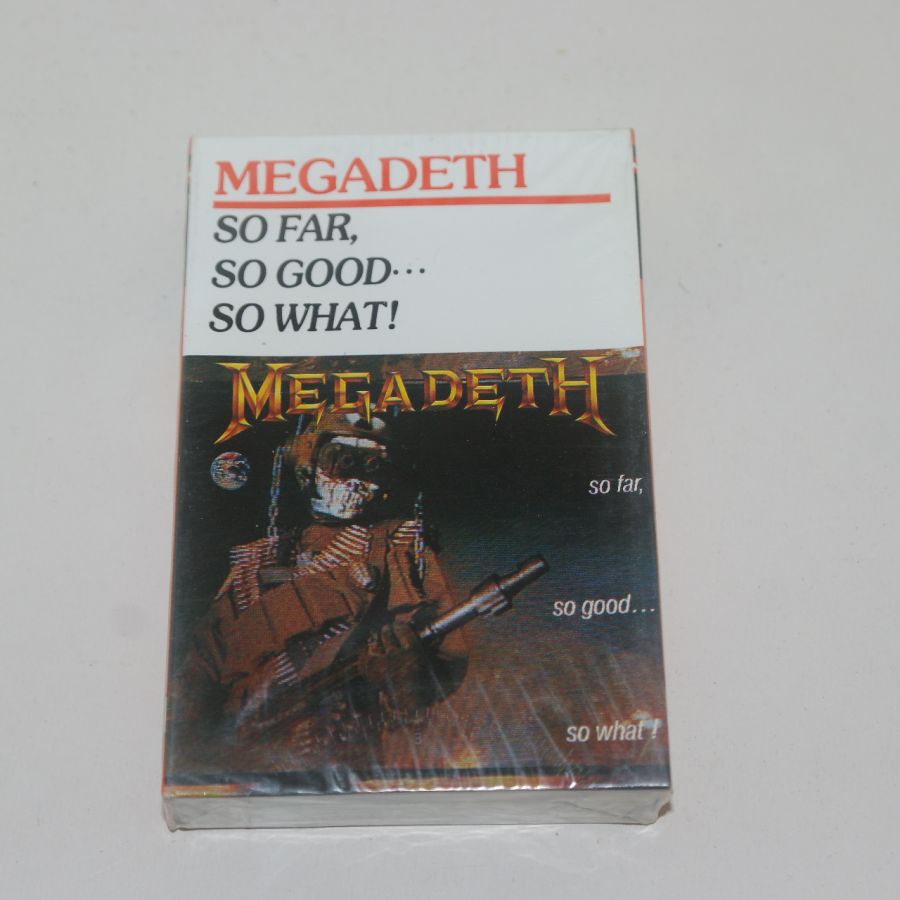 MEGADETH
SO FAR,
SO GOOD...
SO WHAT!
MEGADETH
so far,
so good...
so what!